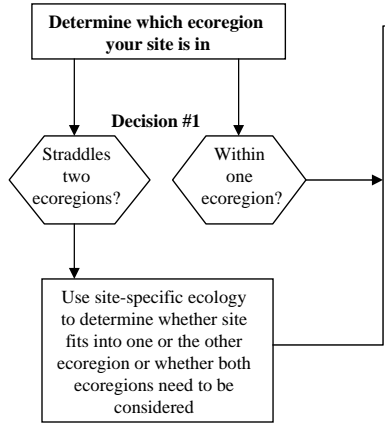 Determine which ecoregion
your site is in
Decision #1
Straddles
two
ecoregions?
Within
one
ecoregion?
Use site-specific ecology
to determine whether site
fits into one or the other
ecoregion or whether both
ecoregions need to be
considered